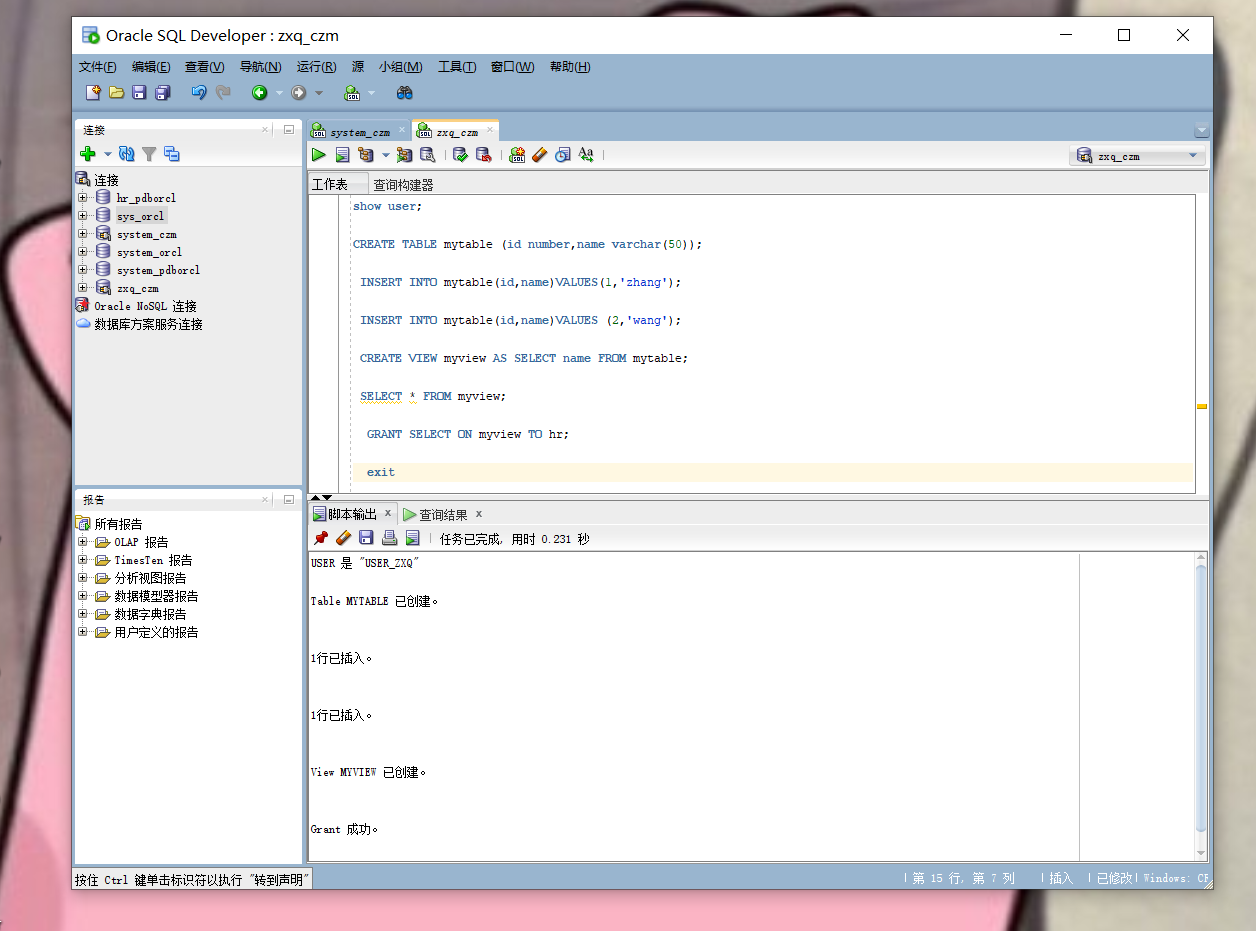 Oracle SQL Developer : zxq_czm
文件(F) 编辑(E) 查看(V) 导航(N) 运行(R) 源 小组(M) 工具(T) 窗口(W) 帮助(H)
连接
连接
hr_pdborcl
sys_orcl
system_czm
system_orcl
system_pdborcl
zxq_czm
Oracle NoSQL 连接
数据库方案服务连接
报告
所有报告
OLAP 报告
TimesTen 报告
分析视图报告
数据模型器报告
数据字典报告
用户定义的报告
system_czm
zxq_czm
zxq_czm
工作表 查询构建器
show user;
CREATE TABLE mytable (id number,name varchar(50));
INSERT INTO mytable(id,name)VALUES(1,'zhang');
INSERT INTO mytable(id,name)VALUES (2,'wang');
CREATE VIEW myview AS SELECT name FROM mytable;
SELECT * FROM myview;
GRANT SELECT ON myview TO hr;
exit
脚本输出 x 查询结果 x
任务已完成, 用时 0.231 秒
USER 是 "USER_ZXQ"
Table MYTABLE 已创建。
1行已插入。
1行已插入。
View MYVIEW 已创建。
Grant 成功。
按住 Ctrl 键单击标识符以执行 "转到声明"
第 15 行, 第 7 列 | 插入 | 已修改 | Windows: CF